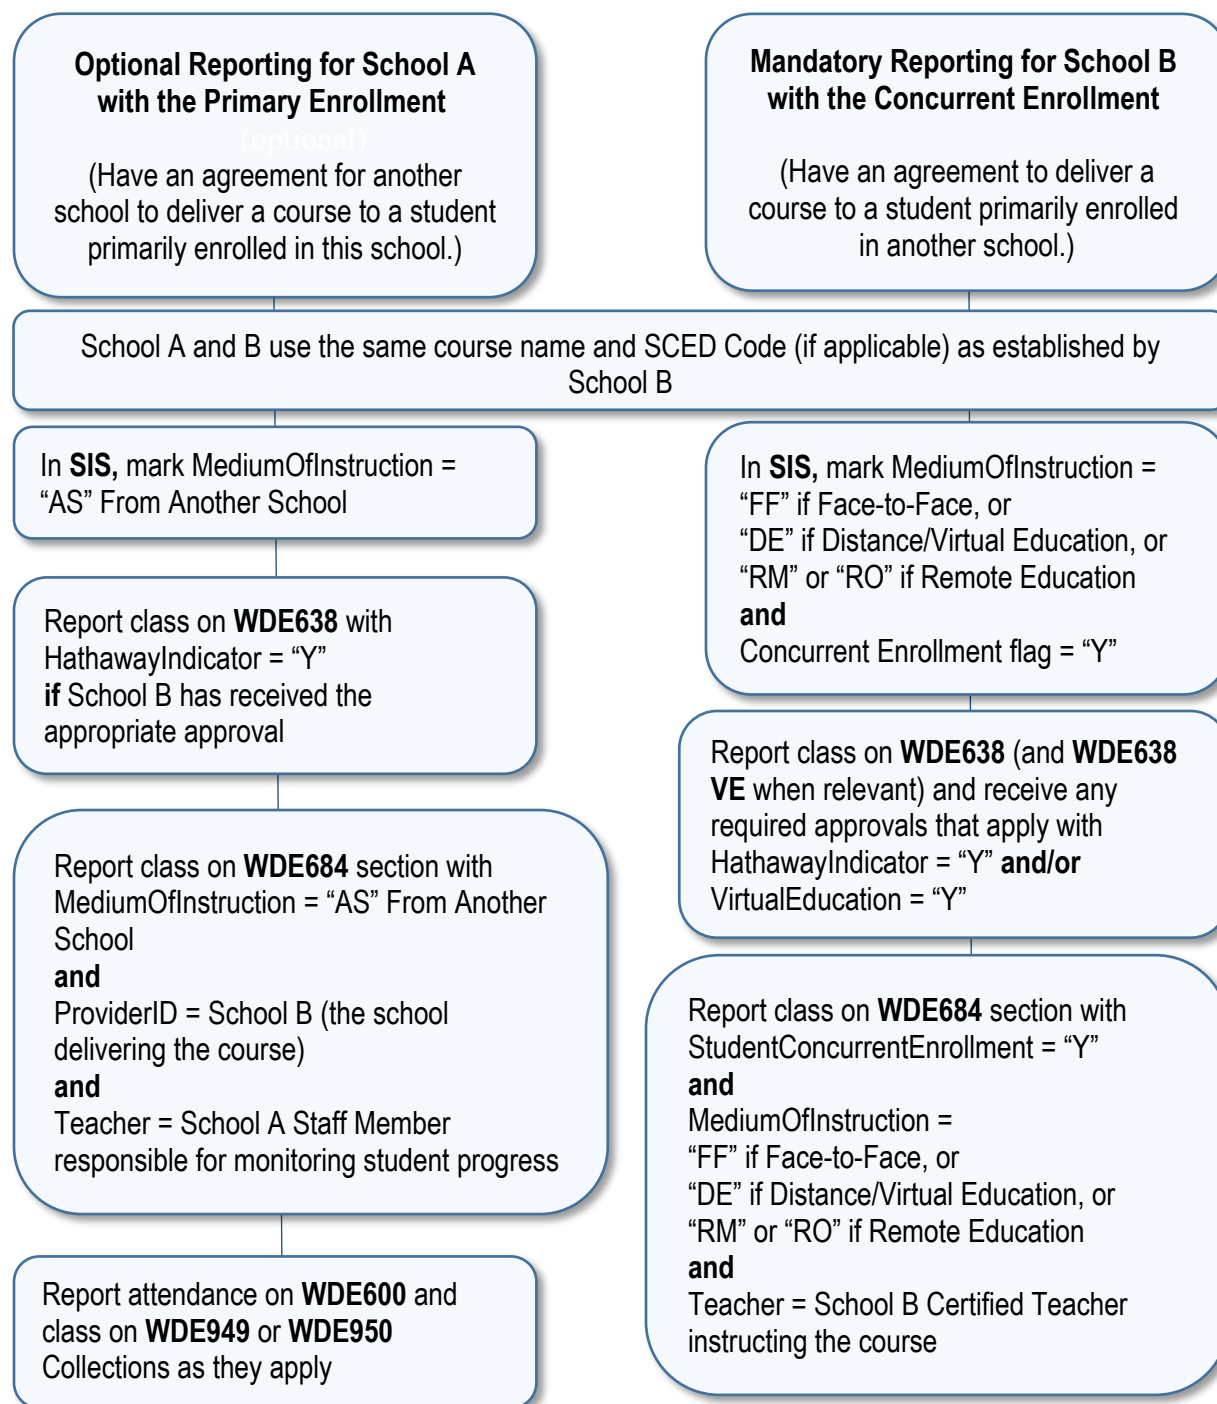 Optional Reporting for School A
with the Primary Enrollment
(optional)
(Have an agreement for another
school to deliver a course to a student
primarily enrolled in this school.)
Mandatory Reporting for School B
with the Concurrent Enrollment
(Have an agreement to deliver a
course to a student primarily enrolled
in another school.)
School A and B use the same course name and SCED Code (if applicable) as established by
School B
In SIS, mark MediumOfInstruction =
“AS” From Another School
Report class on WDE638 with
HathawayIndicator = “Y”
if School B has received the
appropriate approval
Report class on WDE684 section with
MediumOfInstruction = “AS” From Another
School
and
ProviderID = School B (the school
delivering the course)
and
Teacher = School A Staff Member
responsible for monitoring student progress
Report attendance on WDE600 and
class on WDE949 or WDE950
Collections as they apply
In SIS, mark MediumOfInstruction =
“FF” if Face-to-Face, or
“DE” if Distance/Virtual Education, or
“RM” or “RO” if Remote Education
and
Concurrent Enrollment flag = “Y”
Report class on WDE638 (and WDE638
VE when relevant) and receive any
required approvals that apply with
HathawayIndicator = “Y” and/or
VirtualEducation = “Y”
Report class on WDE684 section with
StudentConcurrentEnrollment = “Y”
and
MediumOfInstruction =
“FF” if Face-to-Face, or
“DE” if Distance/Virtual Education, or
“RM” or “RO” if Remote Education
and
Teacher = School B Certified Teacher
instructing the course